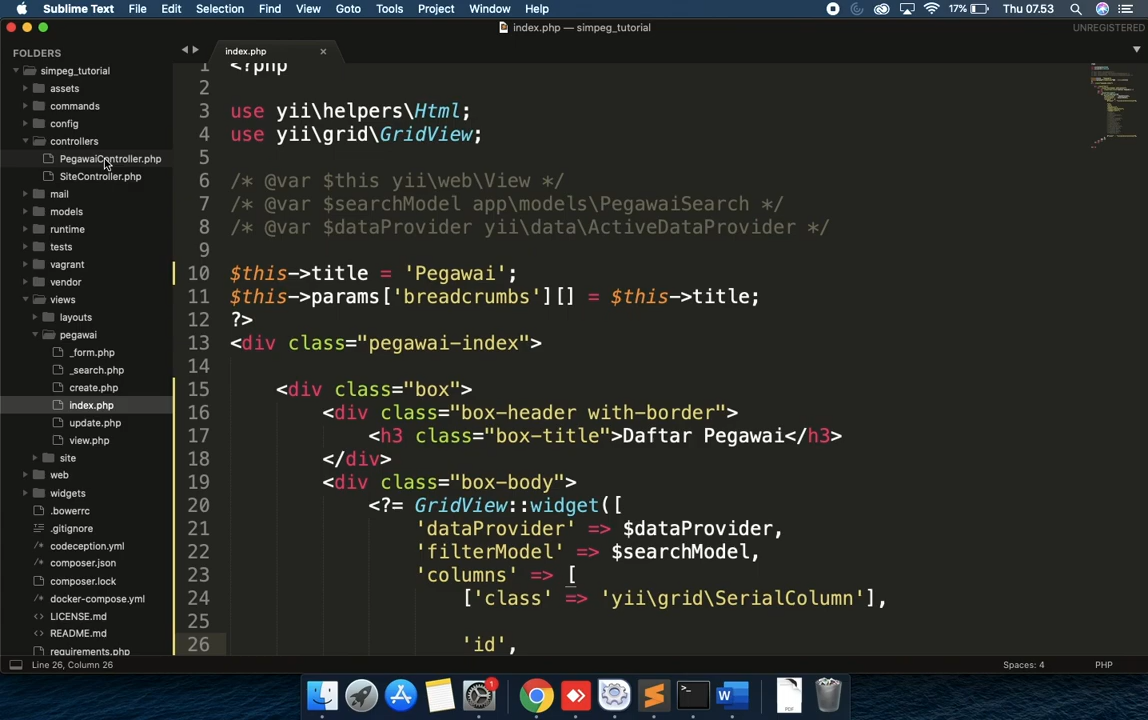 Sublime Text File Edit Selection Find View Goto Tools Project Window Help 17% Thu 07.53
index.php — simpeg_tutorial UNREGISTERED
FOLDERS
simpeg_tutorial
assets
commands
config
controllers
PegawaiController.php
SiteController.php
mail
models
runtime
tests
vagrant
vendor
views
layouts
pegawai
_form.php
_search.php
create.php
index.php
update.php
view.php
site
web
widgets
.bowerrc
.gitignore
/* codeception.yml
/* composer.json
composer.lock
/* docker-compose.yml
<> LICENSE.md
<> README.md
requirements.php
index.php ×
1 <?php
2
3 use yii\helpers\Html;
4 use yii\grid\GridView;
5
6 /* @var $this yii\web\View */
7 /* @var $searchModel app\models\PegawaiSearch */
8 /* @var $dataProvider yii\data\ActiveDataProvider */
9
10 $this->title = 'Pegawai';
11 $this->params['breadcrumbs'][] = $this->title;
12 ?>
13 <div class="pegawai-index">
14
15 <div class="box">
16 <div class="box-header with-border">
17 <h3 class="box-title">Daftar Pegawai</h3>
18 </div>
19 <div class="box-body">
20 <?= GridView::widget([
21 'dataProvider' => $dataProvider,
22 'filterModel' => $searchModel,
23 'columns' => [
24 ['class' => 'yii\grid\SerialColumn'],
25
26 'id',
Line 26, Column 26 Spaces: 4 PHP
1
W
PDF